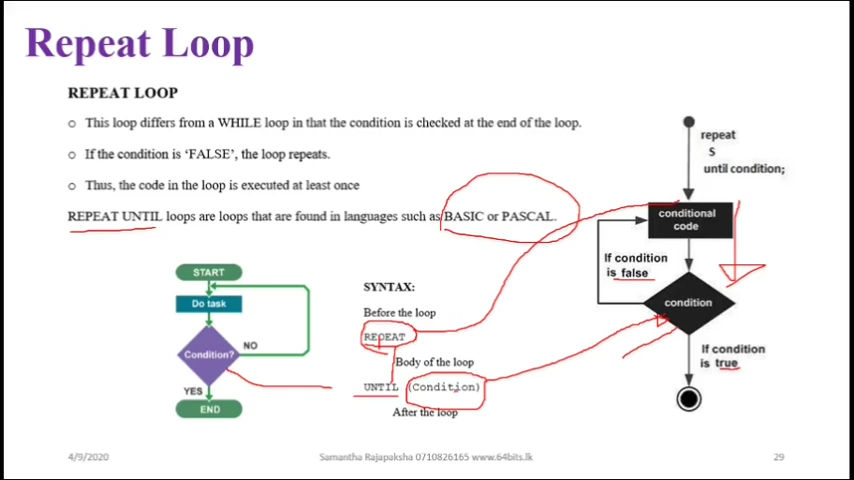 Repeat Loop
REPEAT LOOP
o This loop differs from a WHILE loop in that the condition is checked at the end of the loop.
o If the condition is ‘FALSE’, the loop repeats.
o Thus, the code in the loop is executed at least once
REPEAT UNTIL loops are loops that are found in languages such as BASIC or PASCAL.
START
Do task
Condition?
NO
YES
END
SYNTAX:
Before the loop
REPEAT
Body of the loop
UNTIL (Condition)
After the loop
repeat
S
until condition;
conditional
code
If condition
is false
condition
If condition
is true
4/9/2020
Samantha Rajapaksha 0710826165 www.64bits.lk
29